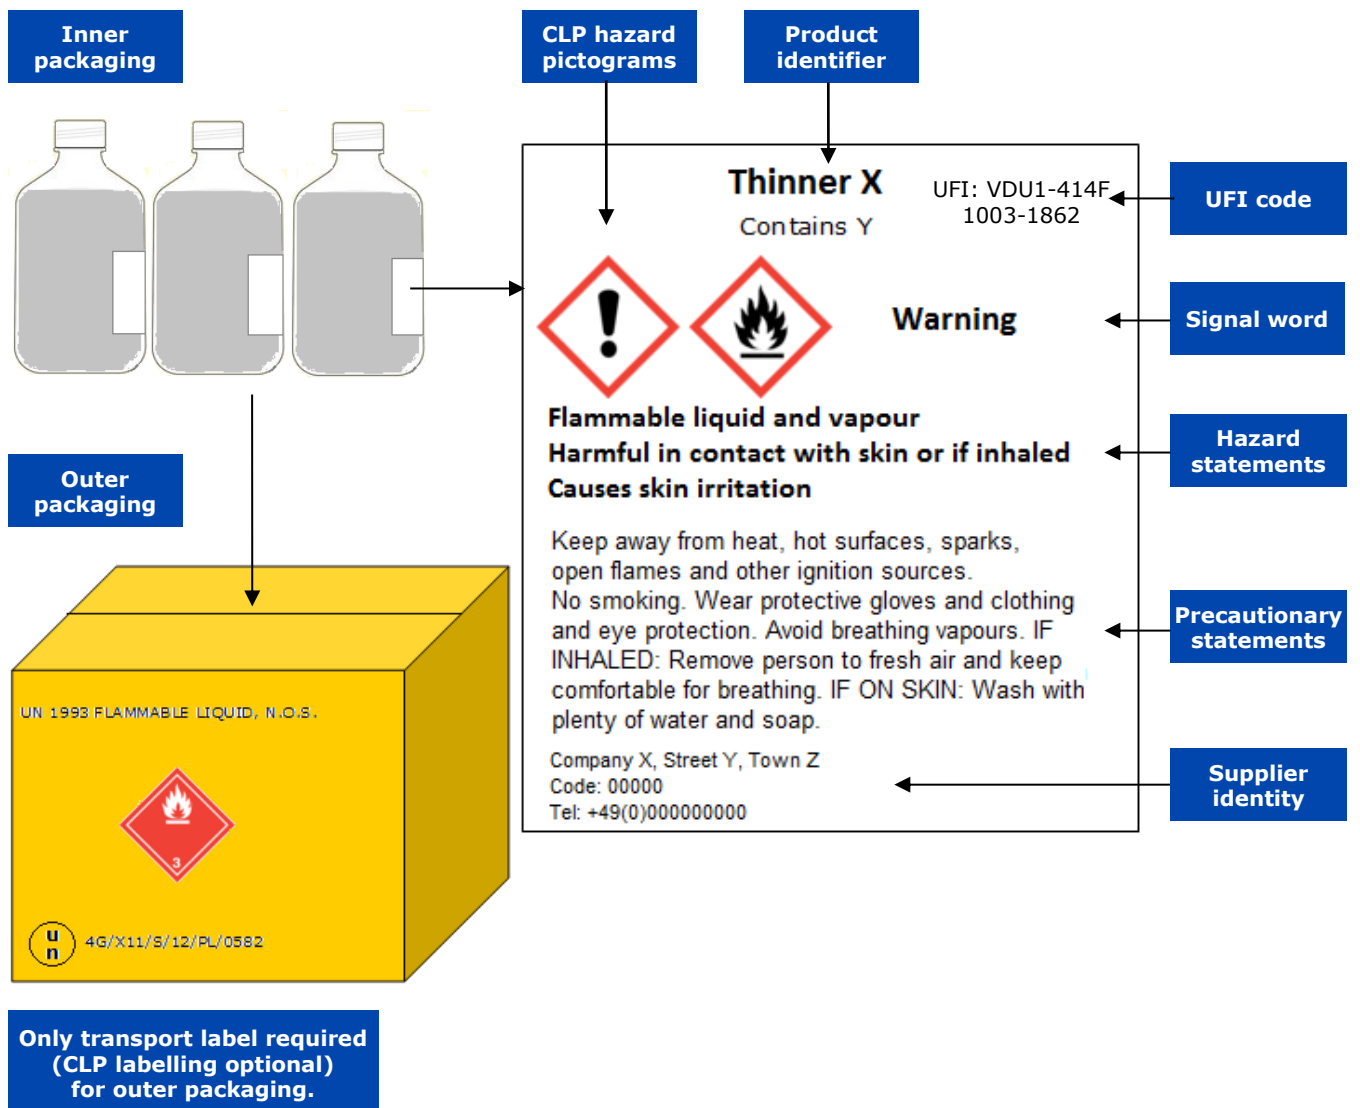 Inner
packaging
CLP hazard
pictograms
Product
identifier
Thinner X
Contains Y
UFI: VDU1-414F
1003-1862
UFI code
Warning
Signal word
Flammable liquid and vapour
Harmful in contact with skin or if inhaled
Causes skin irritation
Hazard
statements
Outer
packaging
Keep away from heat, hot surfaces, sparks,
open flames and other ignition sources.
No smoking. Wear protective gloves and clothing
and eye protection. Avoid breathing vapours. IF
INHALED: Remove person to fresh air and keep
comfortable for breathing. IF ON SKIN: Wash with
plenty of water and soap.
Precautionary
statements
Company X, Street Y, Town Z
Code: 00000
Tel: +49(0)000000000
Supplier
identity
UN 1993 FLAMMABLE LIQUID, N.O.S.
3
u
n
4G/X11/S/12/PL/0582
Only transport label required
(CLP labelling optional)
for outer packaging.